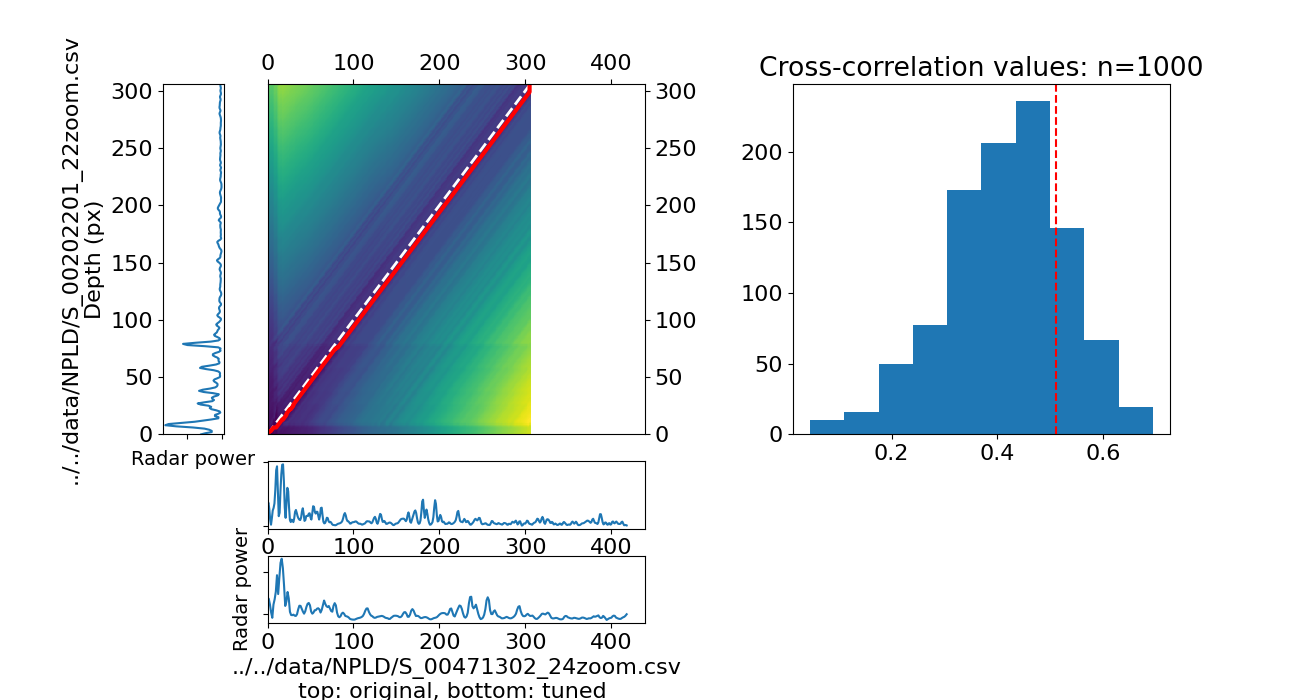 Cross-correlation values: n=1000
0 100 200 300 400
../../data/NPLD/S_00202201_22zoom.csv
Depth (px)
300
250
200
150
100
50
0
Radar power
300
250
200
150
100
50
0
200
150
100
50
0
0.2 0.4 0.6
0 100 200 300 400
Radar power
0 100 200 300 400
../../data/NPLD/S_00471302_24zoom.csv
top: original, bottom: tuned